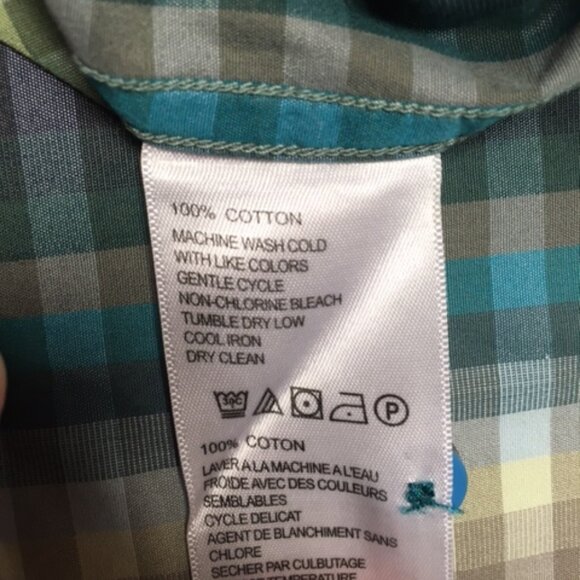 100% COTTON
MACHINE WASH COLD
WITH LIKE COLORS
GENTLE CYCLE
NON-CHLORINE BLEACH
TUMBLE DRY LOW
COOL IRON
DRY CLEAN
30C P
100% COTON
LAVER A LA MACHINE A L'EAU
FROIDE AVEC DES COULEURS
SEMBLABLES
CYCLE DELICAT
AGENT DE BLANCHIMENT SANS
CHLORE
SECHER PAR CULBUTAGE
TEMPERATURE